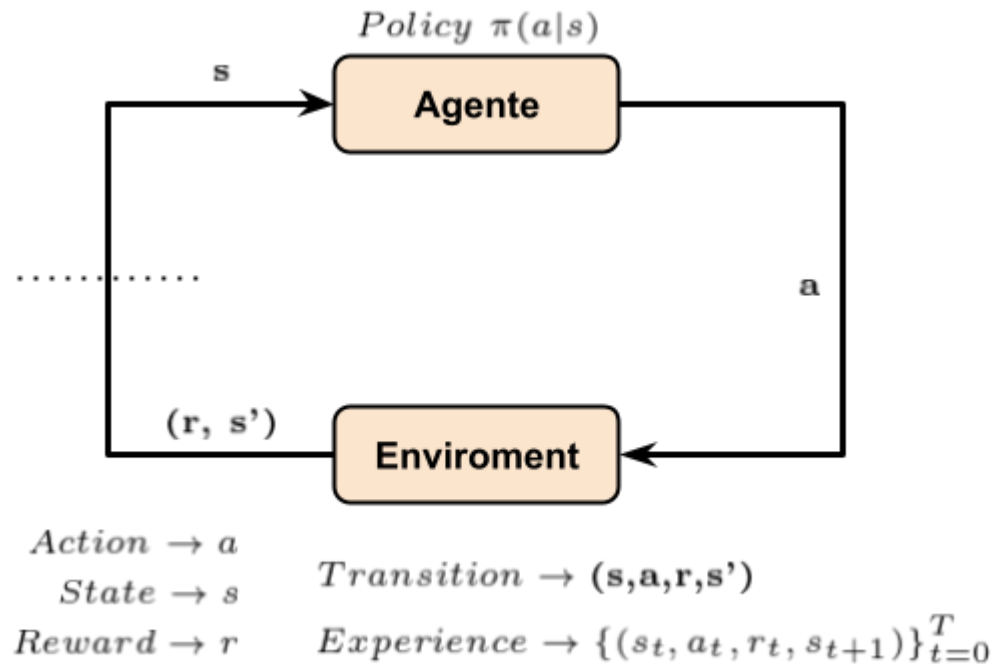 Policy π(a|s)
s
Agente
a
(r, s’)
Enviroment
Action → a
State → s
Reward → r
Transition → (s,a,r,s’)
Experience → {(s_t, a_t, r_t, s_{t+1})}_{t=0}^T